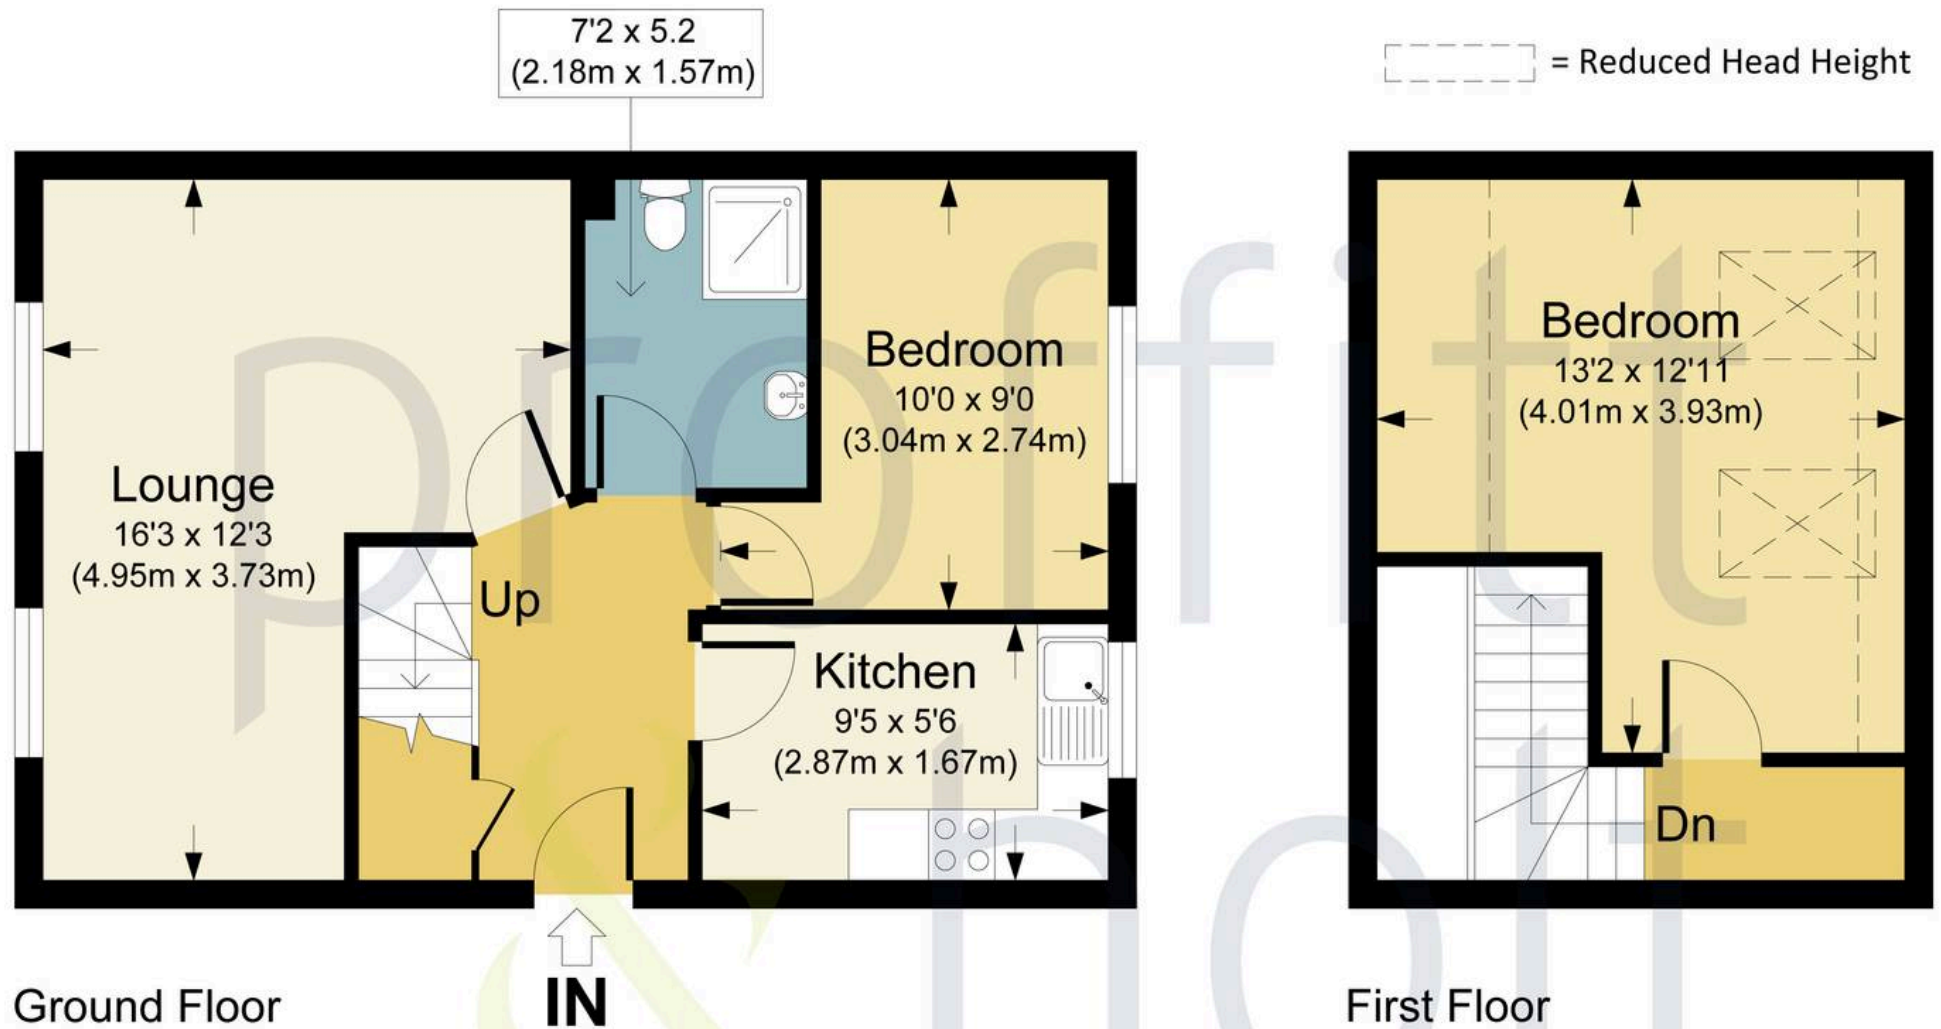 7'2 x 5.2
(2.18m x 1.57m)
= Reduced Head Height
Lounge
16'3 x 12'3
(4.95m x 3.73m)
Up
Bedroom
10'0 x 9'0
(3.04m x 2.74m)
Kitchen
9'5 x 5'6
(2.87m x 1.67m)
IN
Ground Floor
Bedroom
13'2 x 12'11
(4.01m x 3.93m)
Dn
First Floor
proffitt
& holt